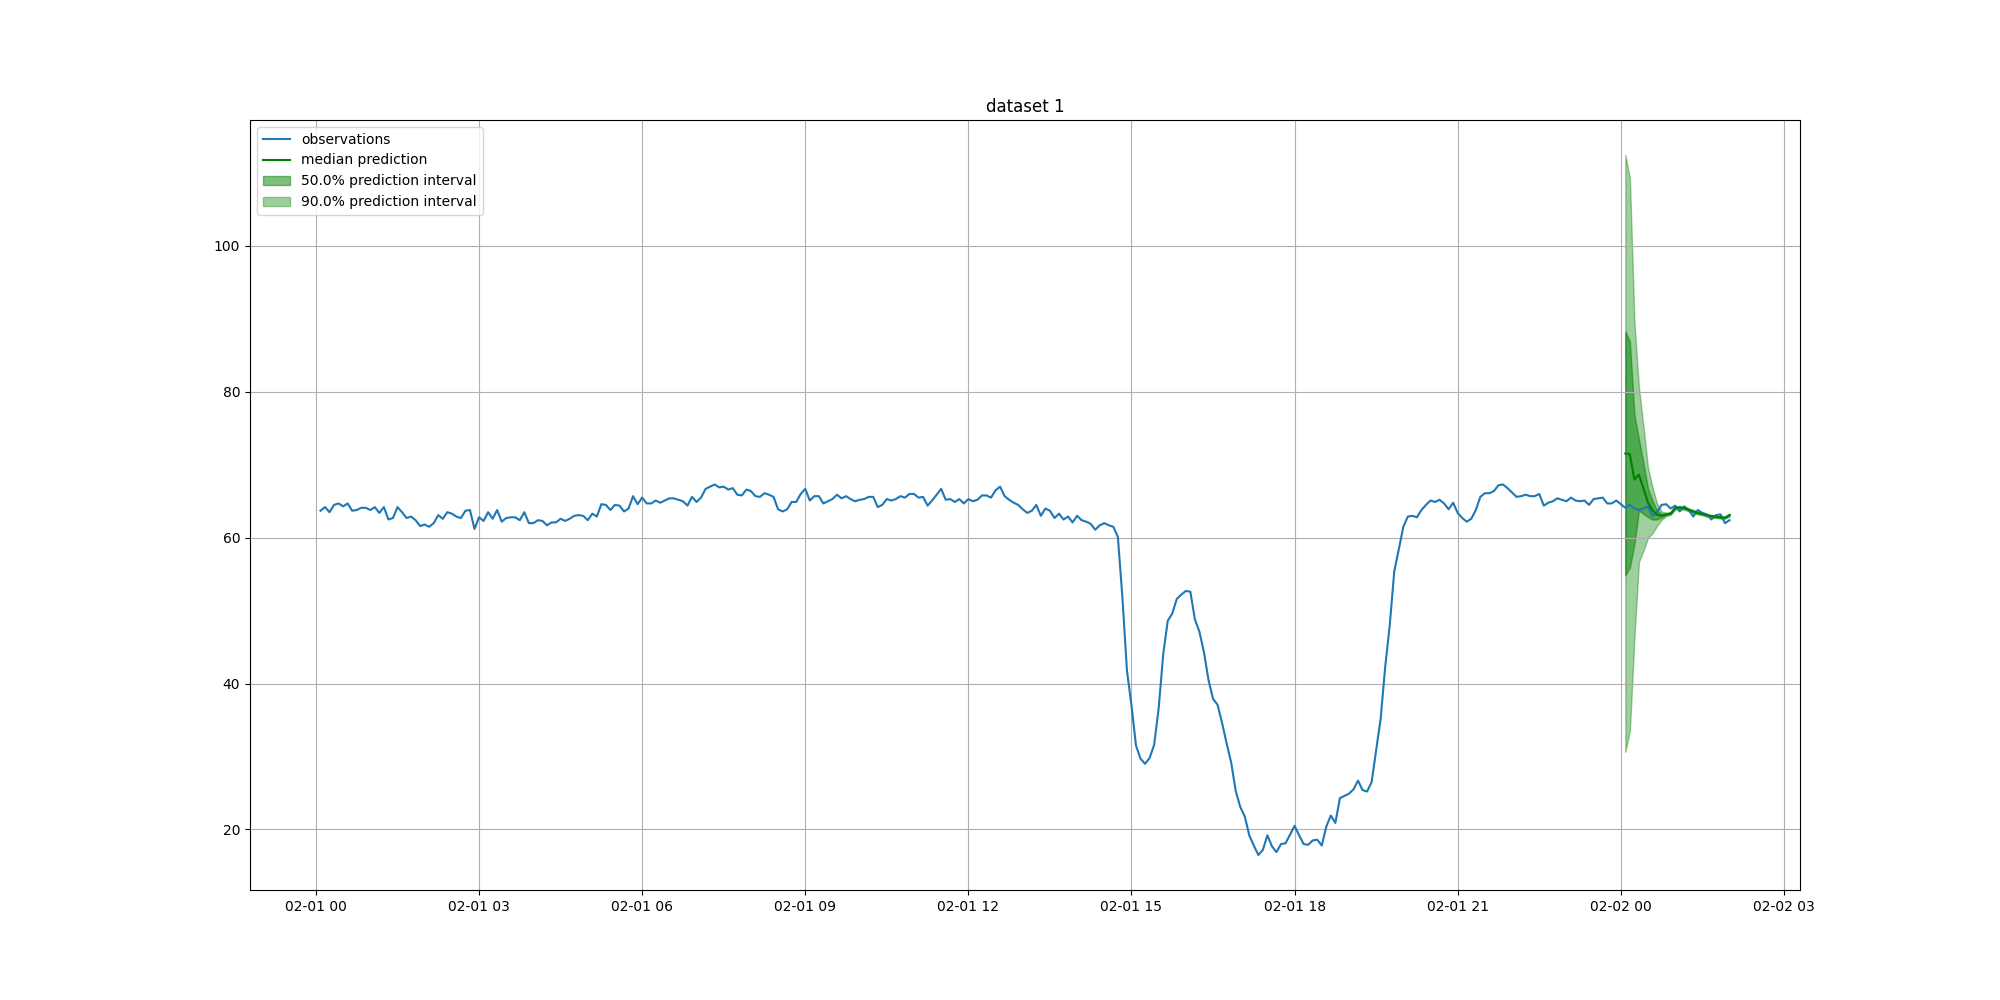 dataset 1
observations
median prediction
50.0% prediction interval
90.0% prediction interval
100
80
60
40
20
02-01 00 02-01 03 02-01 06 02-01 09 02-01 12 02-01 15 02-01 18 02-01 21 02-02 00 02-02 03